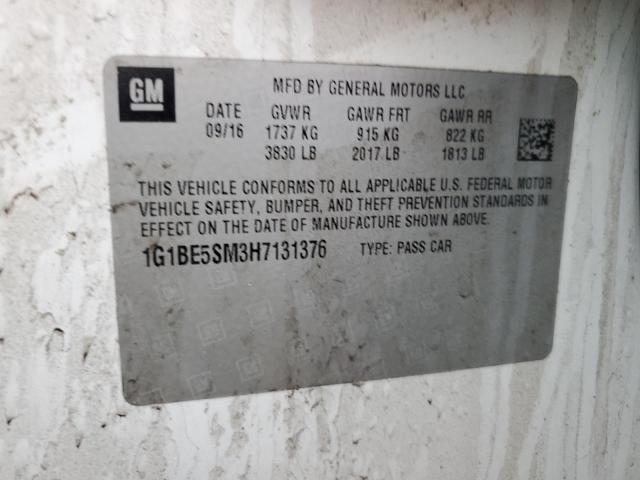 GM
MFD BY GENERAL MOTORS LLC
DATE GVWR GAWR FRT GAWR RR
09/16 1737 KG 915 KG 822 KG
3830 LB 2017 LB 1813 LB
THIS VEHICLE CONFORMS TO ALL APPLICABLE U.S. FEDERAL MOTOR
VEHICLE SAFETY, BUMPER, AND THEFT PREVENTION STANDARDS IN
EFFECT ON THE DATE OF MANUFACTURE SHOWN ABOVE.
1G1BE5SM3H7131376 TYPE: PASS CAR